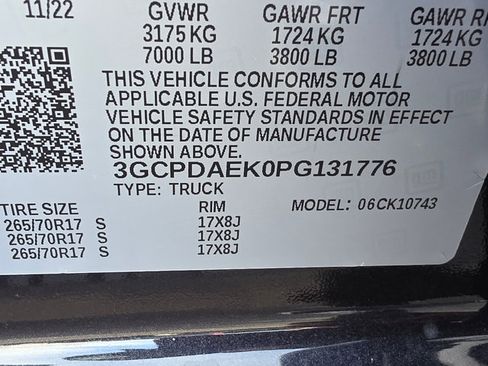 11/22 GVWR GAWR FRT GAWR
3175 KG 1724 KG 1724 KG
7000 LB 3800 LB 3800 LB
THIS VEHICLE CONFORMS TO ALL
APPLICABLE U.S. FEDERAL MOTOR
VEHICLE SAFETY STANDARDS IN EFFECT
ON THE DATE OF MANUFACTURE
SHOWN ABOVE.
3GCPDAEK0PG131776
TYPE: TRUCK MODEL: 06CK10743
TIRE SIZE RIM
265/70R17 S 17X8J
265/70R17 S 17X8J
265/70R17 S 17X8J